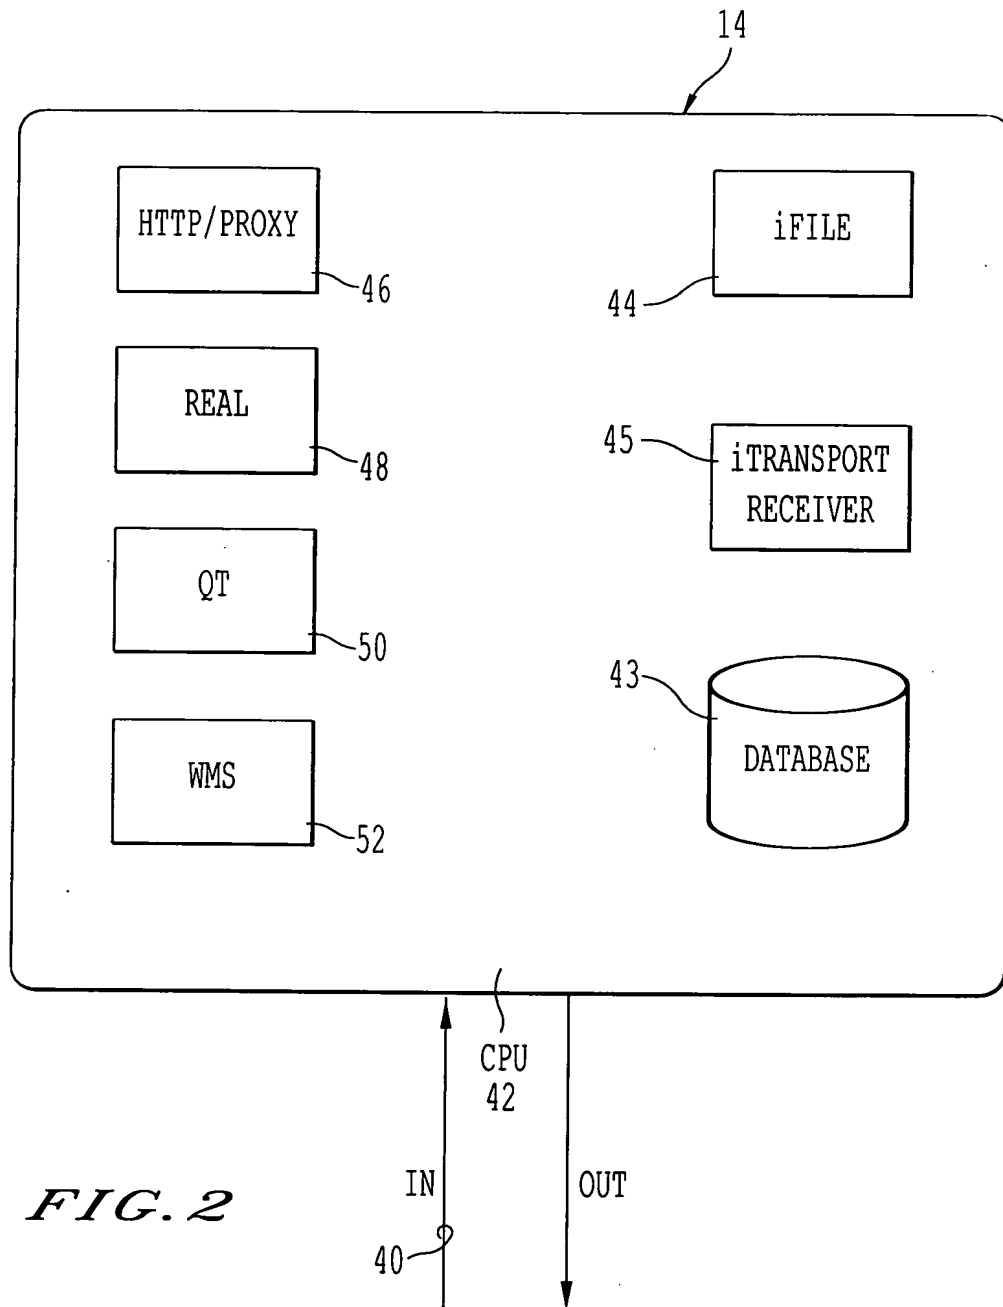 14
HTTP/PROXY
46
iFILE
44
REAL
48
45
iTRANSPORT
RECEIVER
QT
50
43
DATABASE
WMS
52
CPU
42
IN
OUT
40
FIG. 2